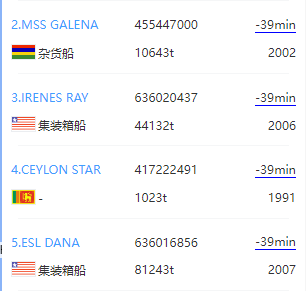 2.MSS GALENA 455447000 -39min
杂货船 10643t 2002
3.IRENES RAY 636020437 -39min
集装箱船 44132t 2006
4.CEYLON STAR 417222491 -39min
- 1023t 1991
5.ESL DANA 636016856 -39min
集装箱船 81243t 2007